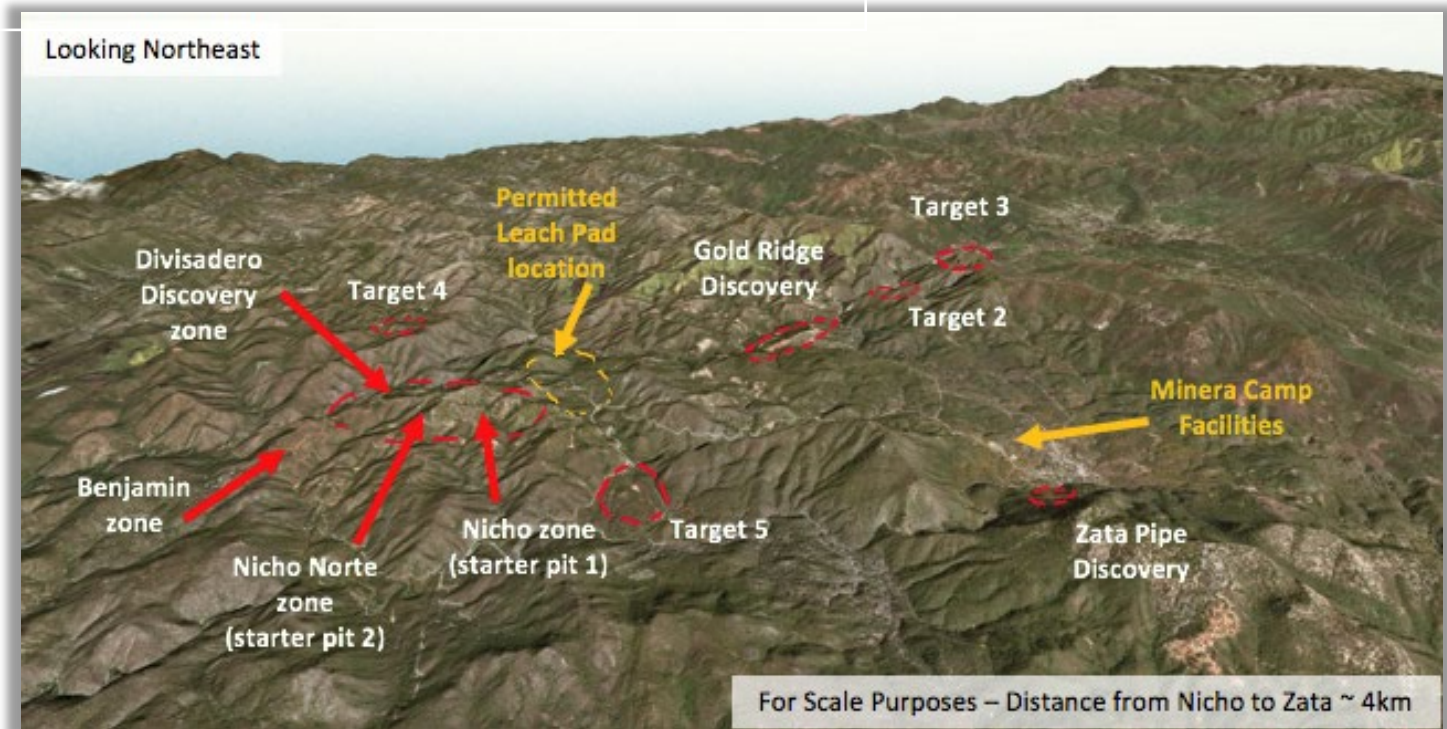 Looking Northeast
Permitted
Leach Pad
location
Target 3
Gold Ridge
Discovery
Divisadero
Discovery
zone
Target 4
Target 2
Minera Camp
Facilities
Benjamin
zone
Nicho Norte
zone
(starter pit 2)
Nicho zone
(starter pit 1)
Target 5
Zata Pipe
Discovery
For Scale Purposes – Distance from Nicho to Zata ~ 4km